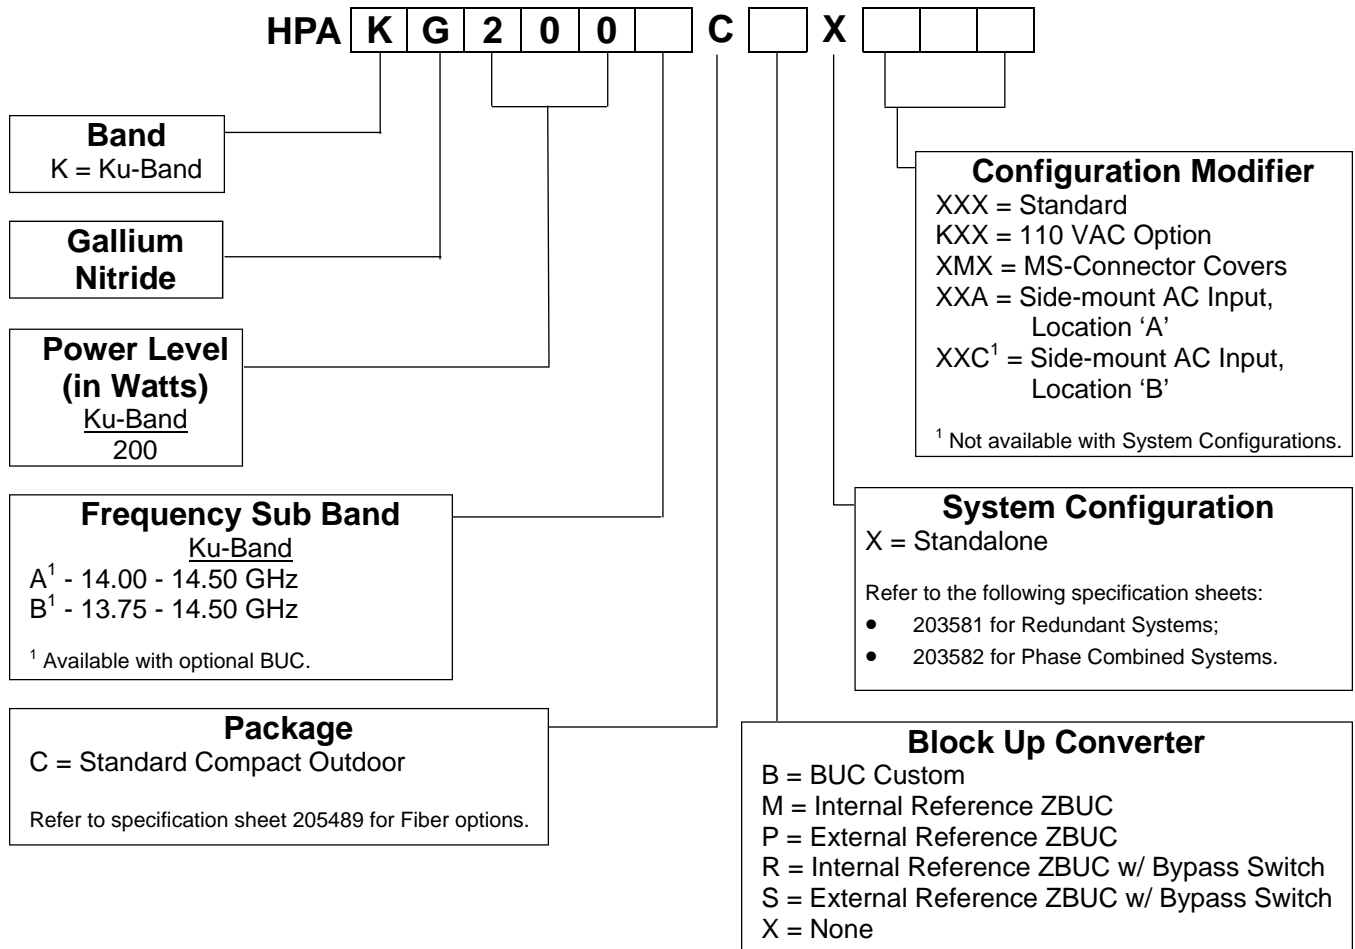 HPA K G 2 0 0 C X
Band
K = Ku-Band
Gallium
Nitride
Power Level
(in Watts)
Ku-Band
200
Frequency Sub Band
Ku-Band
A¹ - 14.00 - 14.50 GHz
B¹ - 13.75 - 14.50 GHz
¹ Available with optional BUC.
Package
C = Standard Compact Outdoor
Refer to specification sheet 205489 for Fiber options.
Configuration Modifier
XXX = Standard
KXX = 110 VAC Option
XMX = MS-Connector Covers
XXA = Side-mount AC Input,
Location ‘A’
XXC¹ = Side-mount AC Input,
Location ‘B’
¹ Not available with System Configurations.
System Configuration
X = Standalone
Refer to the following specification sheets:
• 203581 for Redundant Systems;
• 203582 for Phase Combined Systems.
Block Up Converter
B = BUC Custom
M = Internal Reference ZBUC
P = External Reference ZBUC
R = Internal Reference ZBUC w/ Bypass Switch
S = External Reference ZBUC w/ Bypass Switch
X = None